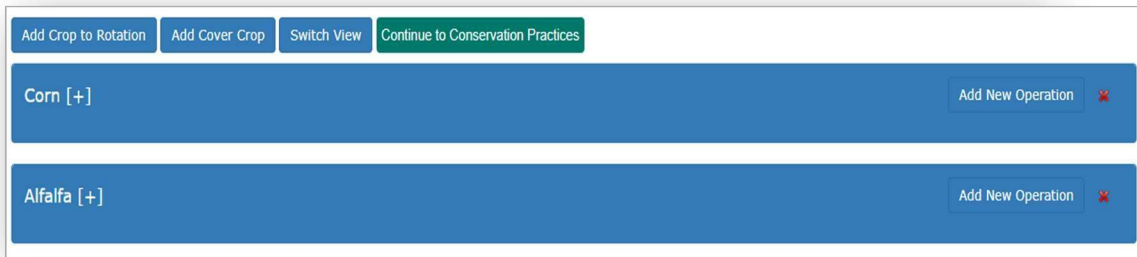 Add Crop to Rotation Add Cover Crop Switch View Continue to Conservation Practices
Corn [+] Add New Operation
Alfalfa [+] Add New Operation